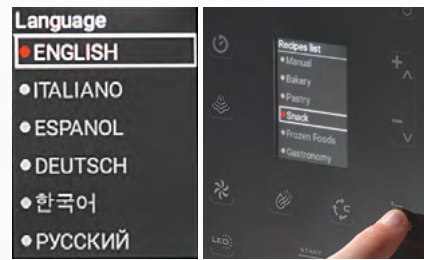 Language
ENGLISH
ITALIANO
ESPANOL
DEUTSCH
한국어
РУССКИЙ
Recipes list
Manual
Bakery
Pastry
Snack
Frozen Foods
Gastronomy
LED
START